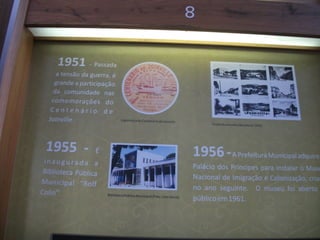 8
1951 - Passada
a tensão da guerra, é
grande a participação
da comunidade nas
comemorações do
Centenário de
Joinville
1955 - É
inaugurada a
Biblioteca Pública
Municipal "Rolf
Colin"
1956 - A Prefeitura Municipal adquire
Palácio dos Príncipes para instalar o Museu
Nacional de Imigração e Colonização, criado
no ano seguinte. O museu foi aberto
público em 1961.